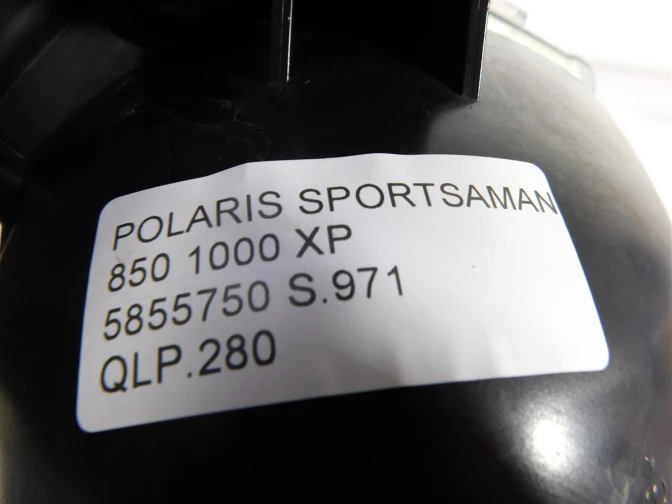 POLARIS SPORTSAMAN
850 1000 XP
5855750 S.971
QLP.280